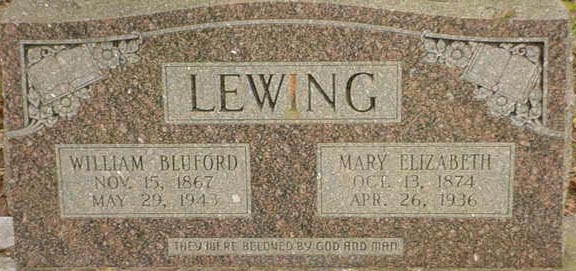 LEWING
WILLIAM BLUFORD
NOV. 15, 1867
MAY 29, 1943
MARY ELIZABETH
OCT. 13, 1874
APR. 26, 1936
THEY WERE BELOVED BY GOD AND MAN